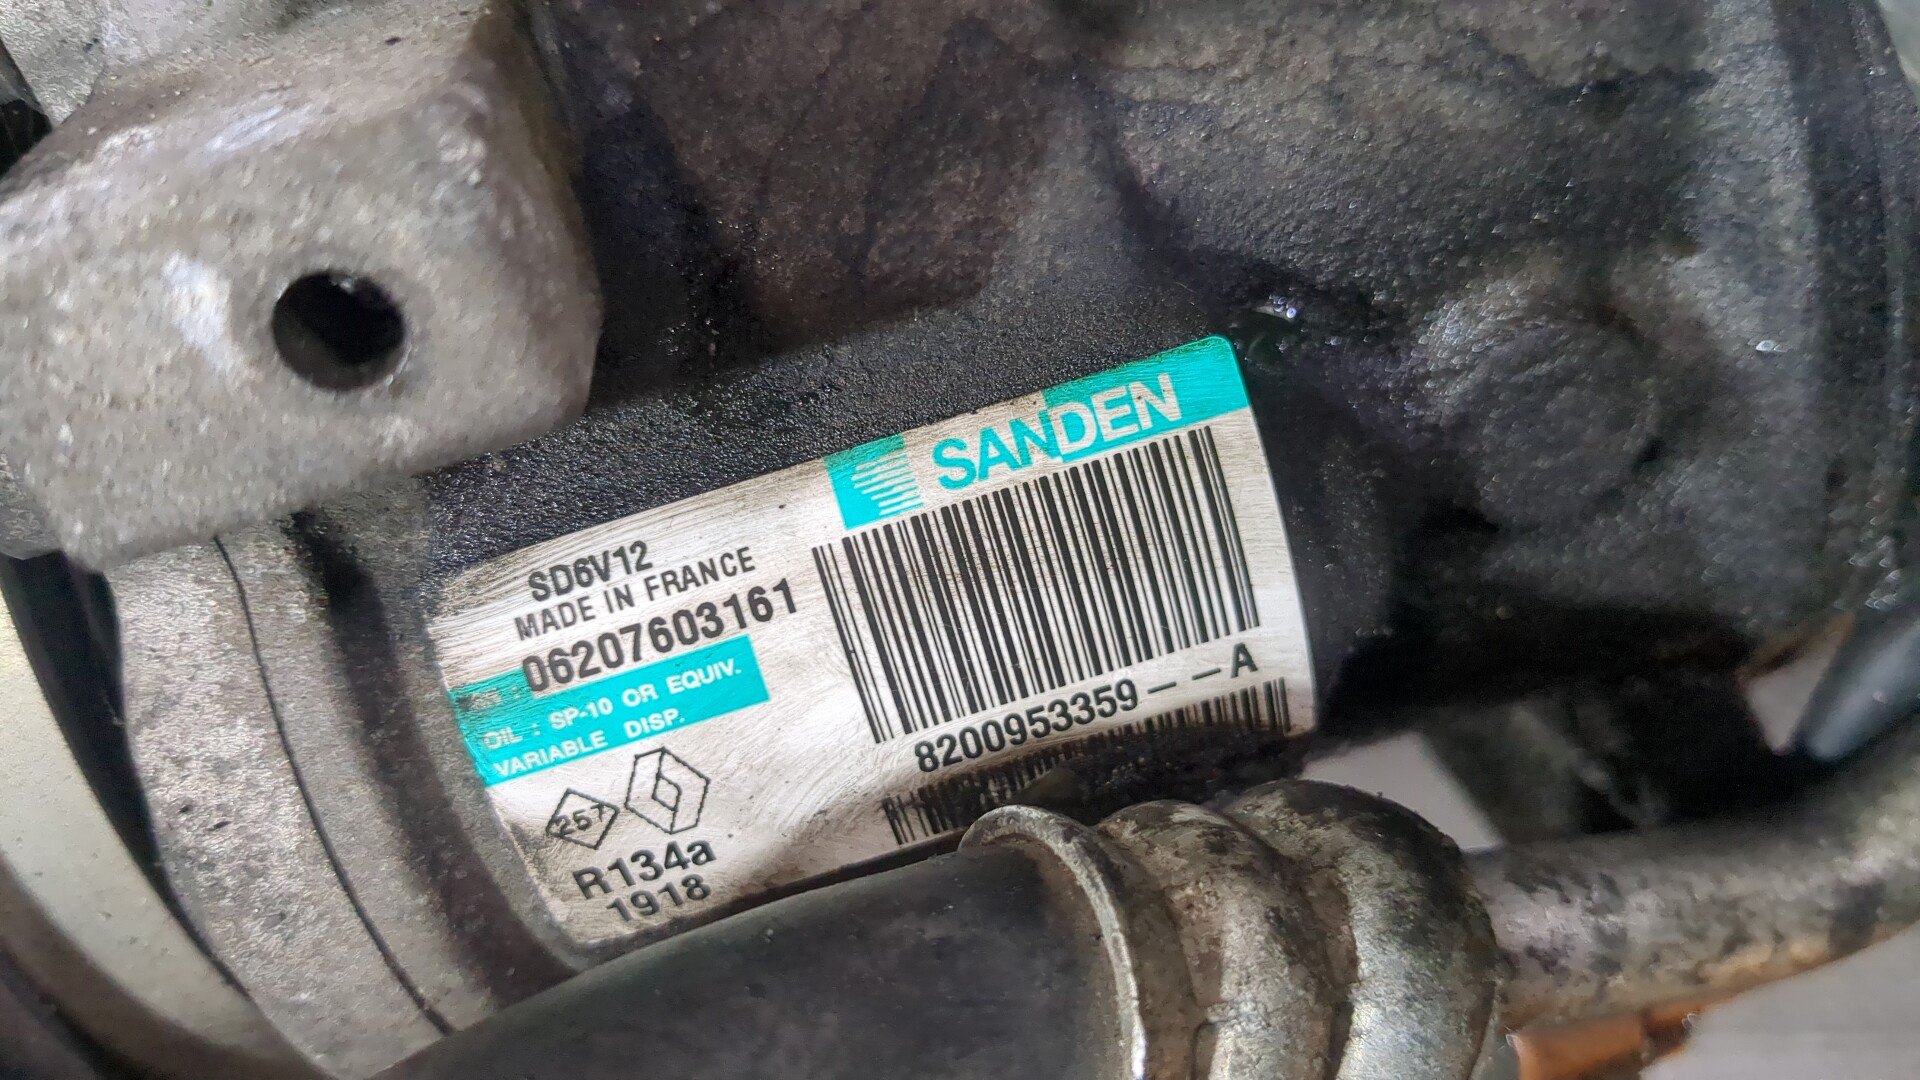 SANDEN
SD6V12
MADE IN FRANCE
06207603161
OIL : SP-10 OR EQUIV.
VARIABLE DISP.
8200953359--A
257
R134a
1918